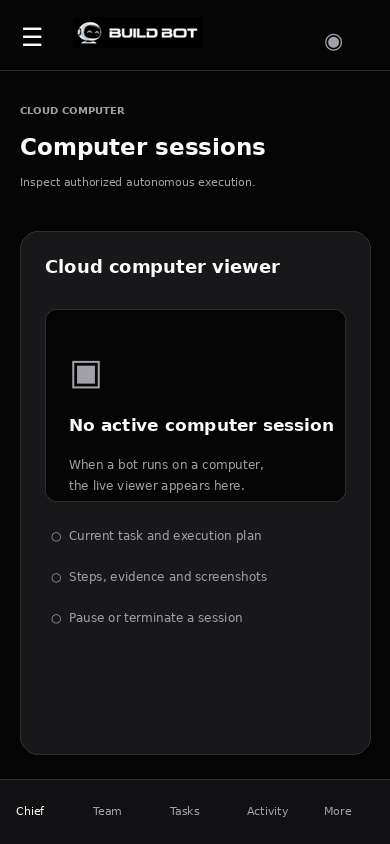 BUILD BOT
CLOUD COMPUTER
Computer sessions
Inspect authorized autonomous execution.
Cloud computer viewer
No active computer session
When a bot runs on a computer,
the live viewer appears here.
Current task and execution plan
Steps, evidence and screenshots
Pause or terminate a session
Chief Team Tasks Activity More